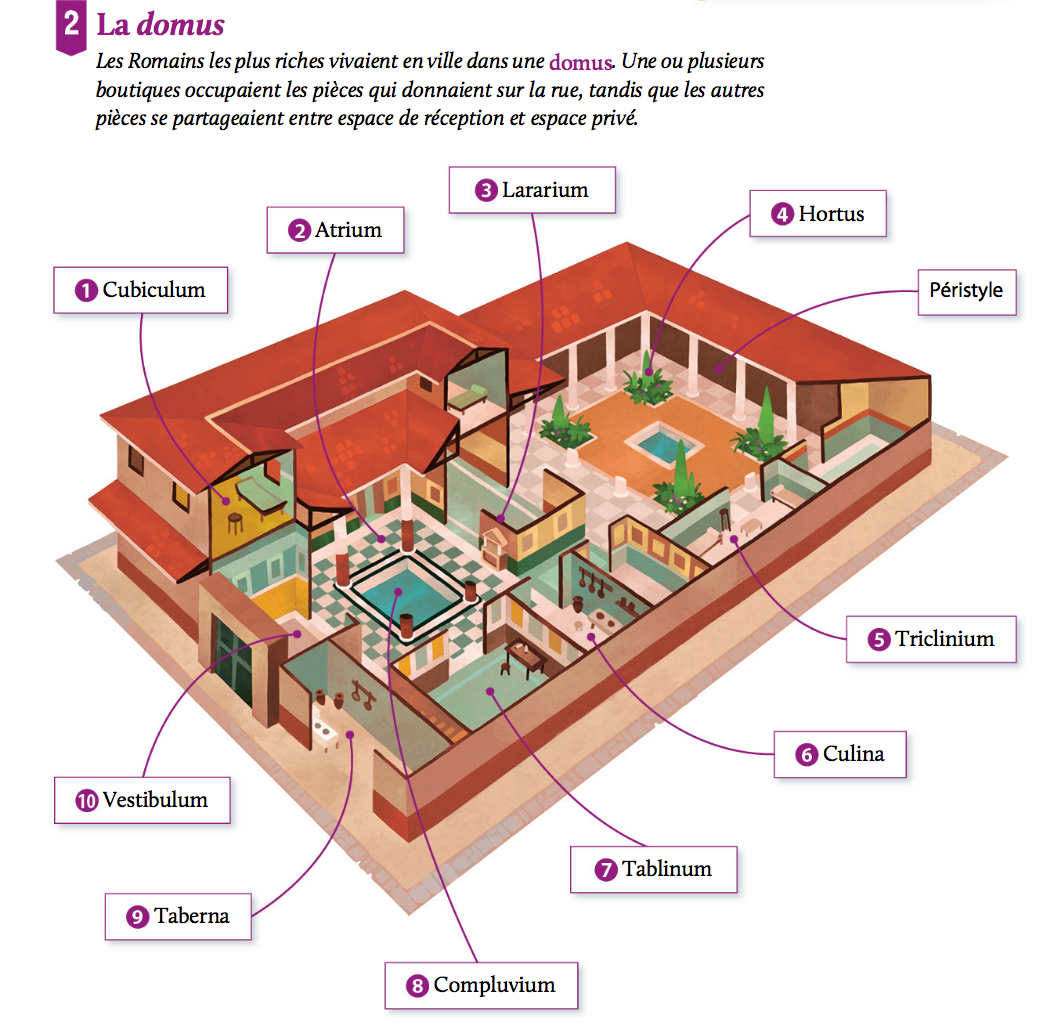 2 La domus
Les Romains les plus riches vivaient en ville dans une domus. Une ou plusieurs
boutiques occupaient les pièces qui donnaient sur la rue, tandis que les autres
pièces se partageaient entre espace de réception et espace privé.
3 Lararium
4 Hortus
2 Atrium
1 Cubiculum
Péristyle
5 Triclinium
6 Culina
10 Vestibulum
7 Tablinum
9 Taberna
8 Compluvium